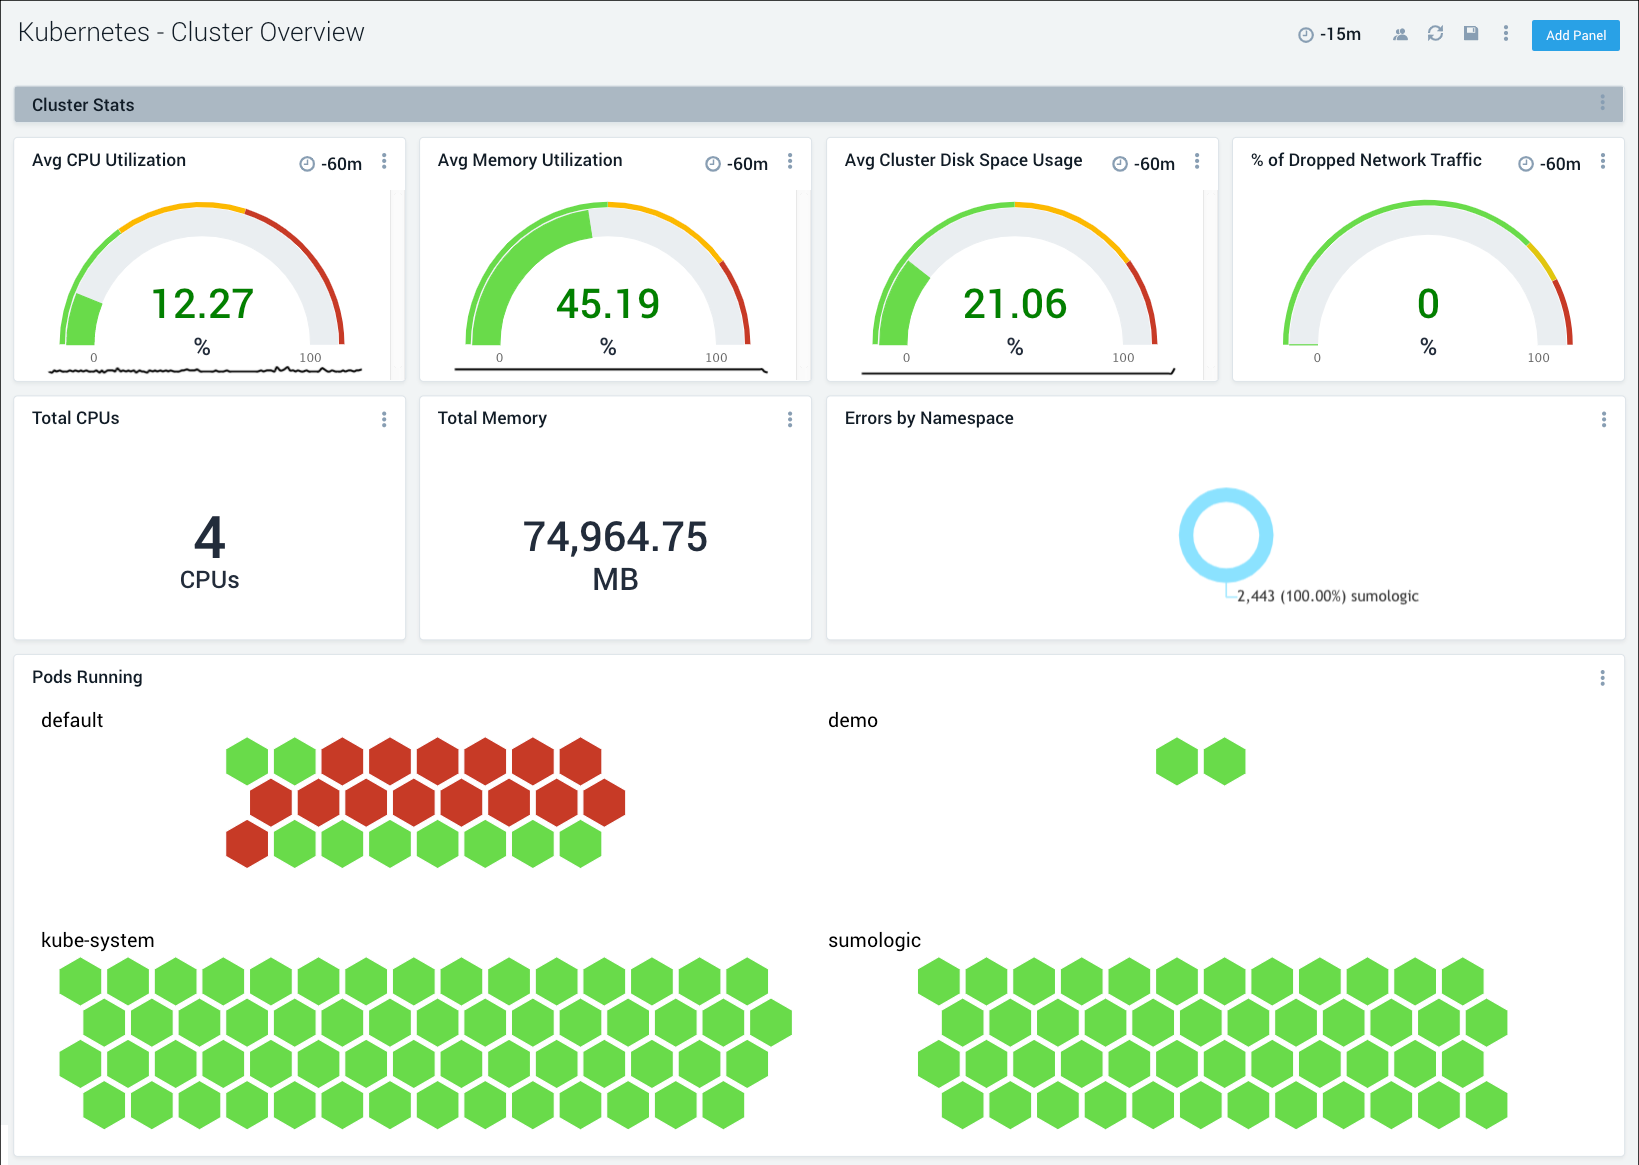 Kubernetes - Cluster Overview
-15m
Add Panel
Cluster Stats
Avg CPU Utilization
-60m
12.27
%
0
100
Avg Memory Utilization
-60m
45.19
%
0
100
Avg Cluster Disk Space Usage
-60m
21.06
%
0
100
% of Dropped Network Traffic
-60m
0
%
0
100
Total CPUs
4
CPUs
Total Memory
74,964.75
MB
Errors by Namespace
2,443 (100.00%) sumologic
Pods Running
default
demo
kube-system
sumologic